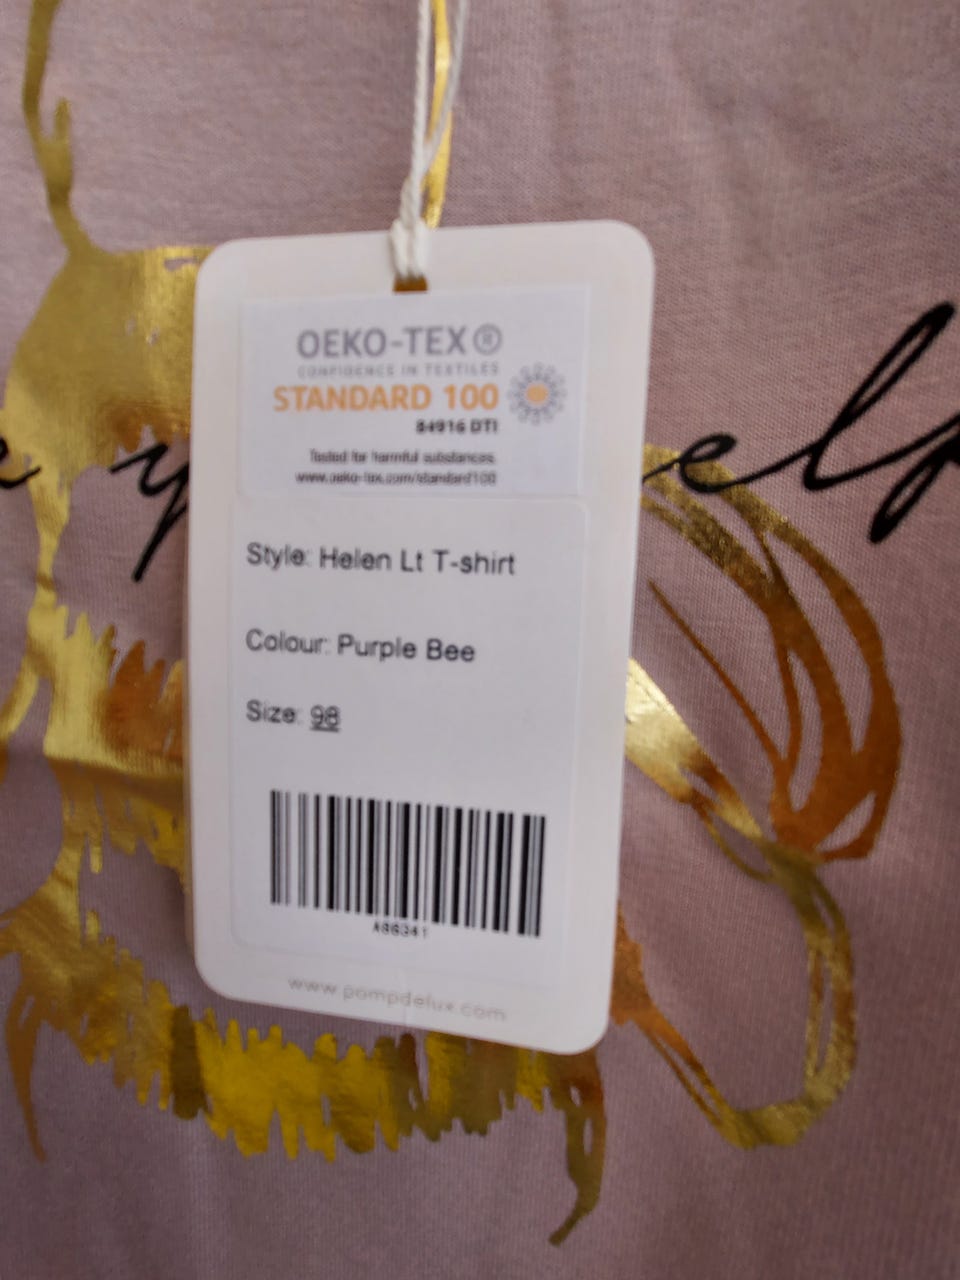 OEKO-TEX®
CONFIDENCE IN TEXTILES
STANDARD 100
84916 DTI
Tested for harmful substances.
www.oeko-tex.com/standard100
elf
Style: Helen Lt T-shirt
Colour: Purple Bee
Size: 98
A86341
www.pompdelux.com